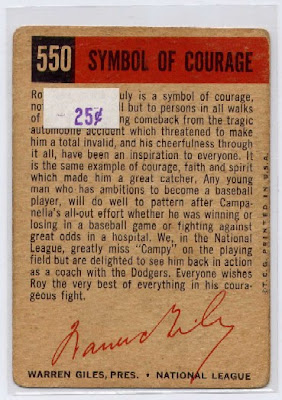 550 SYMBOL OF COURAGE
Ro uly is a symbol of courage,
no ll but to persons in all walks
of ng comeback from the tragic
automobile accident which threatened to make
him a total invalid, and his cheerfulness through
it all, have been an inspiration to everyone. It
is the same example of courage, faith and spirit
which made him a great catcher. Any young
man who has ambitions to become a baseball
player, will do well to pattern after Campa-
nella's all-out effort whether he was winning or
losing in a baseball game or fighting against
great odds in a hospital. We, in the National
League, greatly miss "Campy" on the playing
field but are delighted to see him back in action
as a coach with the Dodgers. Everyone wishes
Roy the very best of everything in his coura-
geous fight.
25¢
Warren Giles
WARREN GILES, PRES. • NATIONAL LEAGUE
©T.C.G. PRINTED IN U.S.A.